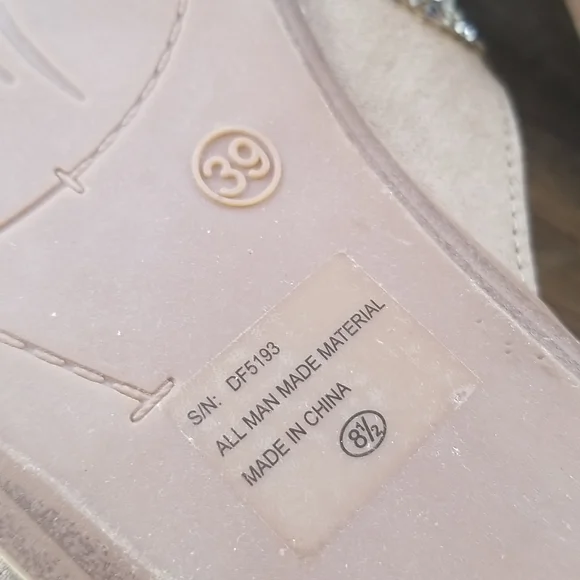 39
S/N: DF5193
ALL MAN MADE MATERIAL
MADE IN CHINA
8½